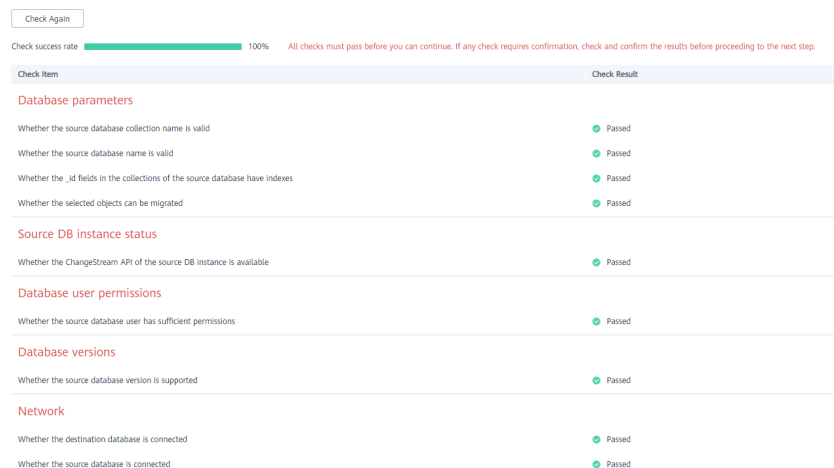 Check Again
Check success rate 100% All checks must pass before you can continue. If any check requires confirmation, check and confirm the results before proceeding to the next step.
Check Item Check Result
Database parameters
Whether the source database collection name is valid Passed
Whether the source database name is valid Passed
Whether the _id fields in the collections of the source database have indexes Passed
Whether the selected objects can be migrated Passed
Source DB instance status
Whether the ChangeStream API of the source DB instance is available Passed
Database user permissions
Whether the source database user has sufficient permissions Passed
Database versions
Whether the source database version is supported Passed
Network
Whether the destination database is connected Passed
Whether the source database is connected Passed